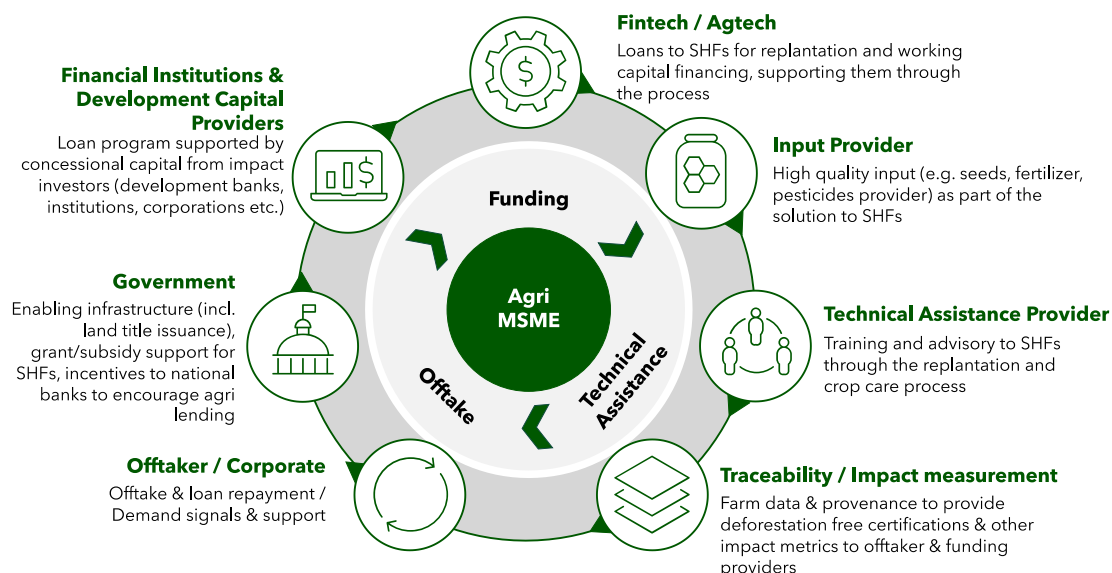 Fintech / Agtech
Loans to SHFs for replantation and working
capital financing, supporting them through
the process
Financial Institutions &
Development Capital
Providers
Loan program supported by
concessional capital from impact
investors (development banks,
institutions, corporations etc.)
Input Provider
High quality input (e.g. seeds, fertilizer,
pesticides provider) as part of the
solution to SHFs
Funding
Agri
MSME
Technical
Assistance
Offtake
Government
Enabling infrastructure (incl.
land title issuance),
grant/subsidy support for
SHFs, incentives to national
banks to encourage agri
lending
Technical Assistance Provider
Training and advisory to SHFs
through the replantation and
crop care process
Offtaker / Corporate
Offtake & loan repayment /
Demand signals & support
Traceability / Impact measurement
Farm data & provenance to provide
deforestation free certifications & other
impact metrics to offtaker & funding
providers
$
$